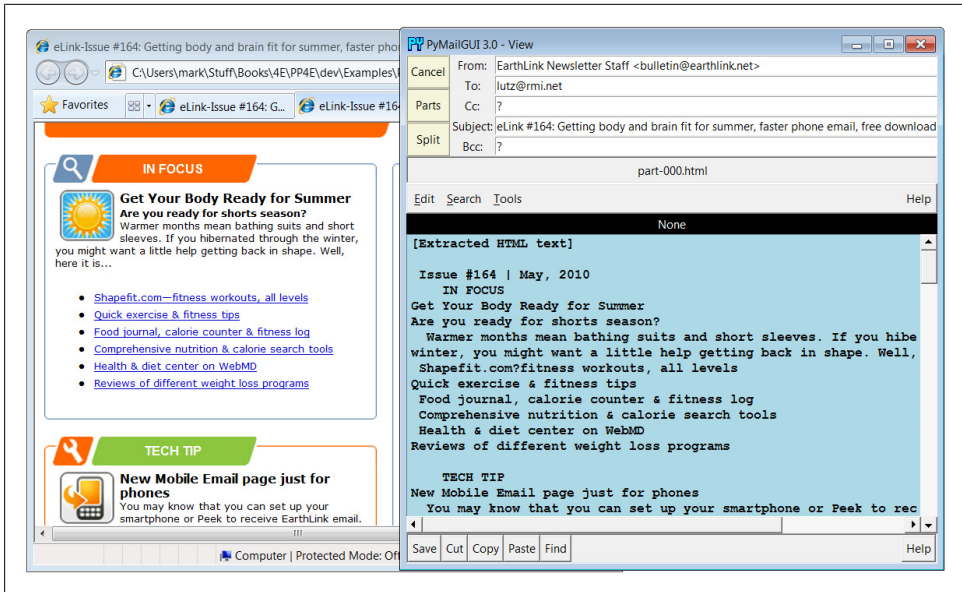 eLink-Issue #164: Getting body and brain fit for summer, faster pho
C:\Users\mark\Stuff\Books\4E\PP4E\dev\Examples\
Favorites
eLink-Issue #164: G...
eLink-Issue #16
IN FOCUS
Get Your Body Ready for Summer
Are you ready for shorts season?
Warmer months mean bathing suits and short
sleeves. If you hibernated through the winter,
you might want a little help getting back in shape. Well,
here it is...
Shapefit.com—fitness workouts, all levels
Quick exercise & fitness tips
Food journal, calorie counter & fitness log
Comprehensive nutrition & calorie search tools
Health & diet center on WebMD
Reviews of different weight loss programs
TECH TIP
New Mobile Email page just for
phones
You may know that you can set up your
smartphone or Peek to receive EarthLink email.
Computer | Protected Mode: Off
PY PyMailGUI 3.0 - View
Cancel
From: EarthLink Newsletter Staff <bulletin@earthlink.net>
To: lutz@rmi.net
Parts
Cc: ?
Subject: eLink #164: Getting body and brain fit for summer, faster phone email, free download
Split
Bcc: ?
part-000.html
Edit Search Tools Help
None
[Extracted HTML text]
Issue #164 | May, 2010
IN FOCUS
Get Your Body Ready for Summer
Are you ready for shorts season?
Warmer months mean bathing suits and short sleeves. If you hibe
winter, you might want a little help getting back in shape. Well,
Shapefit.com?fitness workouts, all levels
Quick exercise & fitness tips
Food journal, calorie counter & fitness log
Comprehensive nutrition & calorie search tools
Health & diet center on WebMD
Reviews of different weight loss programs
TECH TIP
New Mobile Email page just for phones
You may know that you can set up your smartphone or Peek to rec
Save Cut Copy Paste Find Help